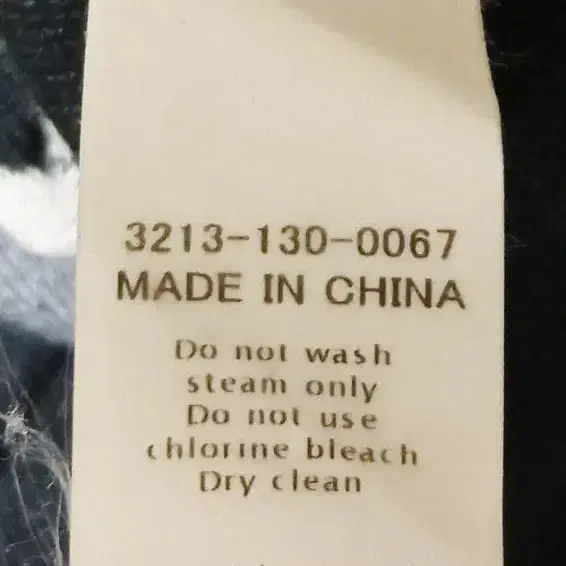 3213-130-0067
MADE IN CHINA
Do not wash
steam only
Do not use
chlorine bleach
Dry clean